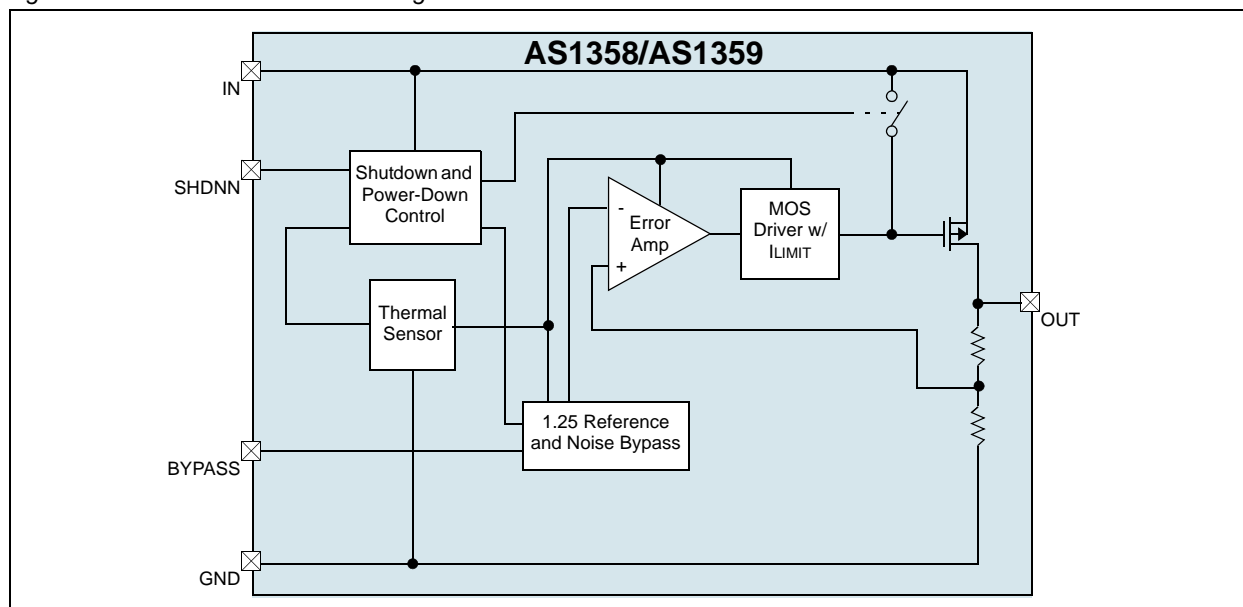 AS1358/AS1359
IN
SHDNN
Shutdown and
Power-Down
Control
-
Error
Amp
+
MOS
Driver w/
ILIMIT
Thermal
Sensor
OUT
1.25 Reference
and Noise Bypass
BYPASS
GND